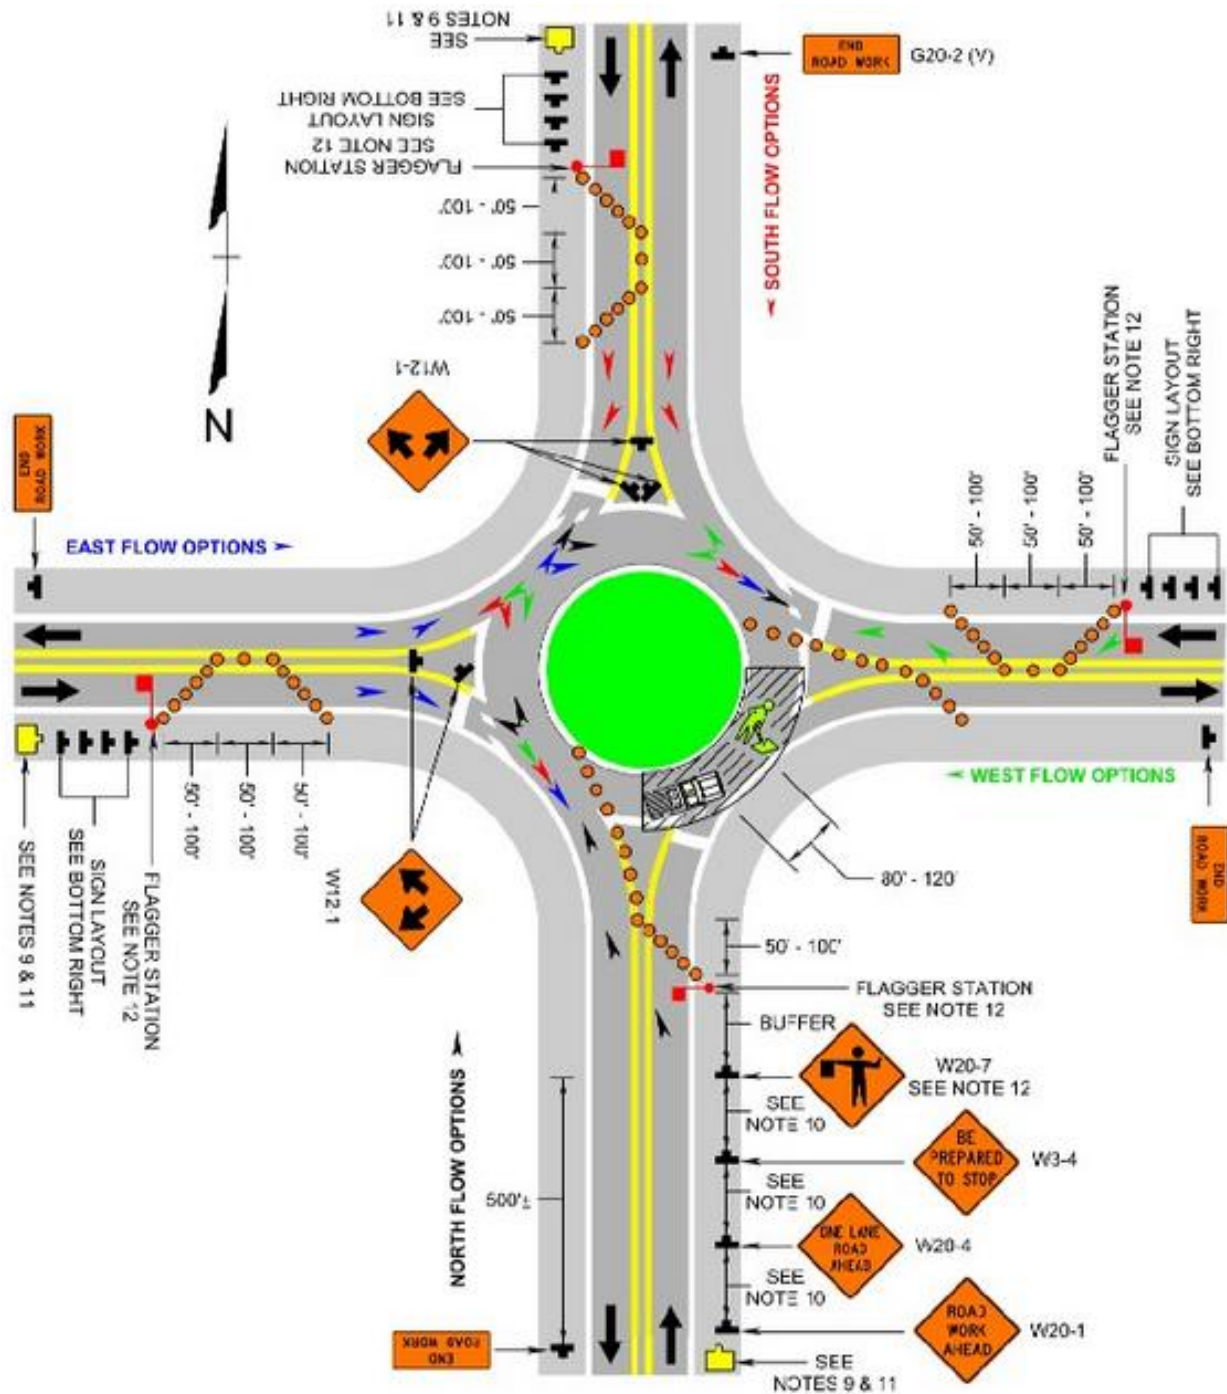 SEE
NOTES 9 & 11
SIGN LAYOUT
SEE BOTTOM RIGHT
FLAGGER STATION
SEE NOTE 12
50' - 100'
50' - 100'
50' - 100'
W12-1
END
ROAD WORK
G20-2 (V)
SOUTH FLOW OPTIONS
N
END
ROAD WORK
EAST FLOW OPTIONS
FLAGGER STATION
SEE NOTE 12
SIGN LAYOUT
SEE BOTTOM RIGHT
50' - 100'
50' - 100'
50' - 100'
WEST FLOW OPTIONS
END
ROAD WORK
SEE NOTES 9 & 11
SIGN LAYOUT
SEE BOTTOM RIGHT
FLAGGER STATION
SEE NOTE 12
50' - 100'
50' - 100'
50' - 100'
W12-1
80' - 120'
50' - 100'
FLAGGER STATION
SEE NOTE 12
BUFFER
W20-7
SEE NOTE 12
SEE
NOTE 10
BE
PREPARED
TO STOP
W3-4
SEE
NOTE 10
ONE LANE
ROAD
AHEAD
W20-4
SEE
NOTE 10
ROAD
WORK
AHEAD
W20-1
SEE
NOTES 9 & 11
NORTH FLOW OPTIONS
500'±
END
ROAD WORK